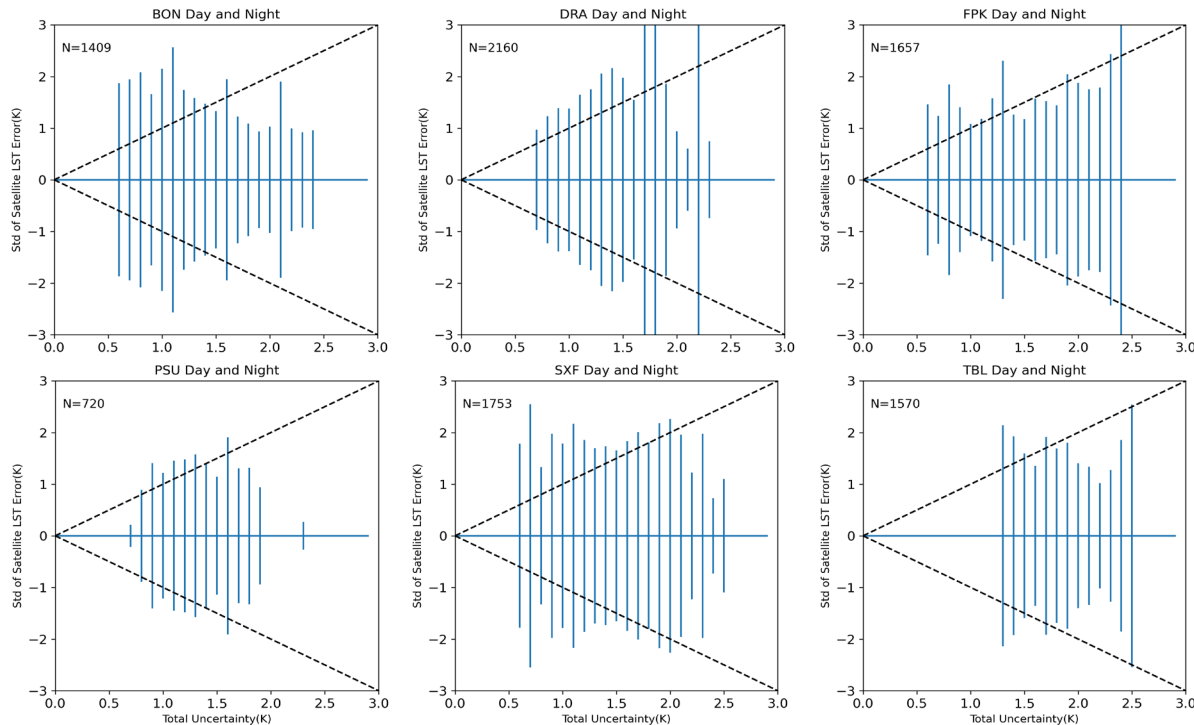 BON Day and Night
DRA Day and Night
FPK Day and Night
N=1409
N=2160
N=1657
Std of Satellite LST Error(K)
Std of Satellite LST Error(K)
Std of Satellite LST Error(K)
3
2
1
0
−1
−2
−3
3
2
1
0
−1
−2
−3
3
2
1
0
−1
−2
−3
0.0 0.5 1.0 1.5 2.0 2.5 3.0
0.0 0.5 1.0 1.5 2.0 2.5 3.0
0.0 0.5 1.0 1.5 2.0 2.5 3.0
PSU Day and Night
SXF Day and Night
TBL Day and Night
N=720
N=1753
N=1570
Std of Satellite LST Error(K)
Std of Satellite LST Error(K)
Std of Satellite LST Error(K)
3
2
1
0
−1
−2
−3
3
2
1
0
−1
−2
−3
3
2
1
0
−1
−2
−3
0.0 0.5 1.0 1.5 2.0 2.5 3.0
0.0 0.5 1.0 1.5 2.0 2.5 3.0
0.0 0.5 1.0 1.5 2.0 2.5 3.0
Total Uncertainty(K)
Total Uncertainty(K)
Total Uncertainty(K)